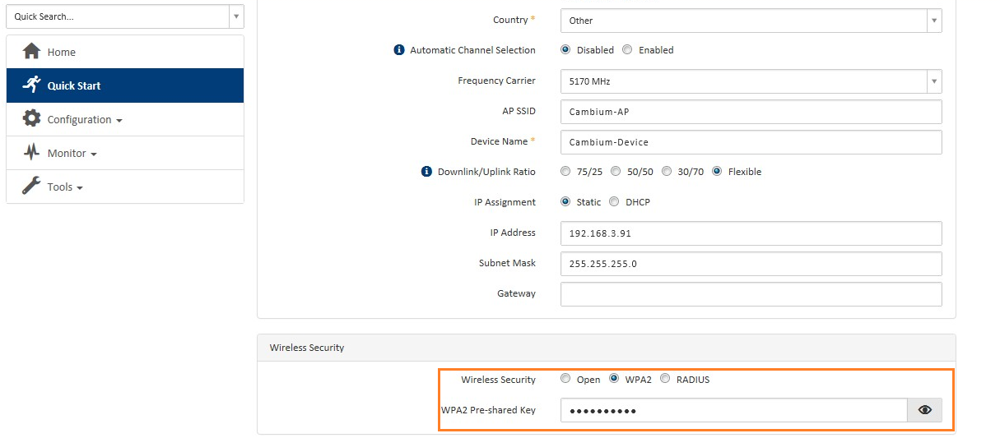 Quick Search...
Home
Quick Start
Configuration
Monitor
Tools
Country * Other
Automatic Channel Selection Disabled Enabled
Frequency Carrier 5170 MHz
AP SSID Cambium-AP
Device Name * Cambium-Device
Downlink/Uplink Ratio 75/25 50/50 30/70 Flexible
IP Assignment Static DHCP
IP Address 192.168.3.91
Subnet Mask 255.255.255.0
Gateway
Wireless Security
Wireless Security Open WPA2 RADIUS
WPA2 Pre-shared Key ••••••••••